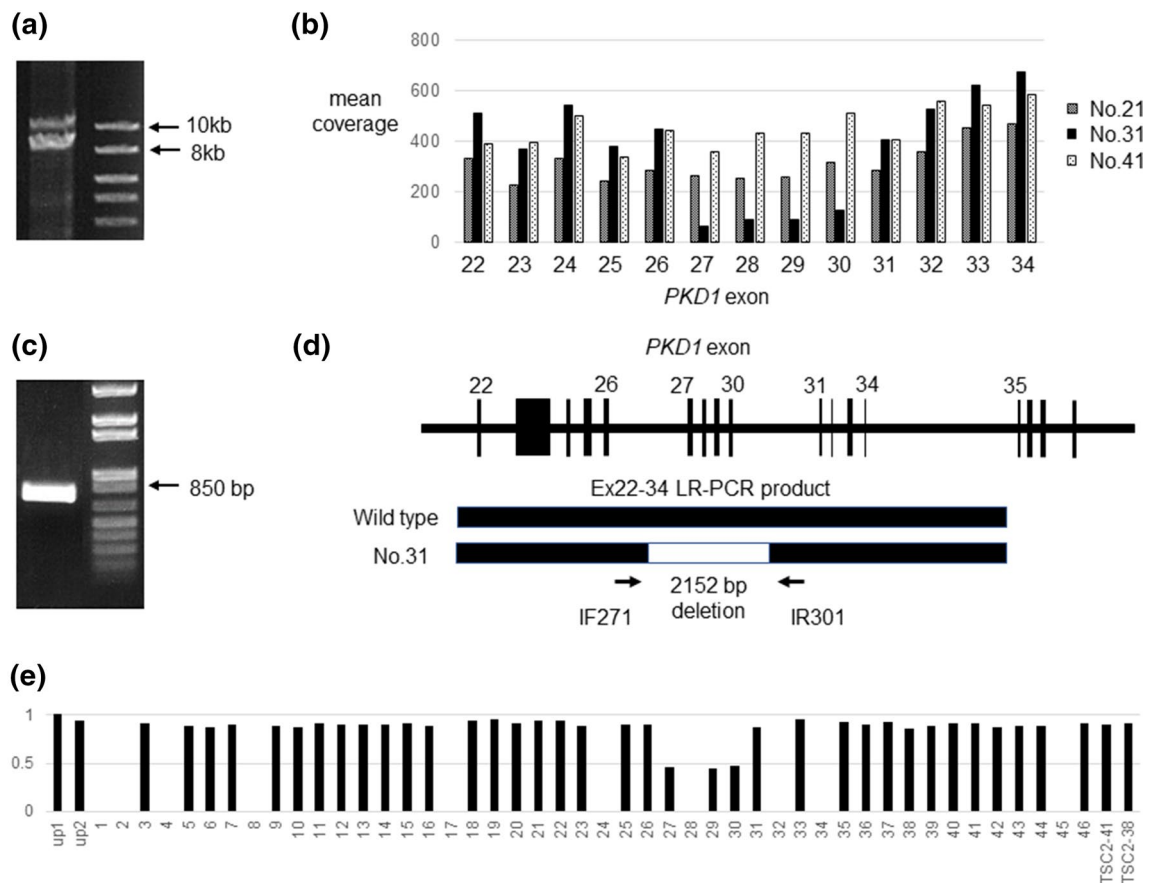 (a)
10kb
8kb
(b)
800
600
400
200
0
mean
coverage
No.21
No.31
No.41
22 23 24 25 26 27 28 29 30 31 32 33 34
PKD1 exon
(c)
850 bp
(d)
PKD1 exon
22 26 27 30 31 34 35
Ex22-34 LR-PCR product
Wild type
No.31
2152 bp
deletion
IF271
IR301
(e)
1
0.5
0
up1 up2 1 2 3 4 5 6 7 8 9 10 11 12 13 14 15 16 17 18 19 20 21 22 23 24 25 26 27 28 29 30 31 32 33 34 35 36 37 38 39 40 41 42 43 44 45 46 TSC2-41 TSC2-38